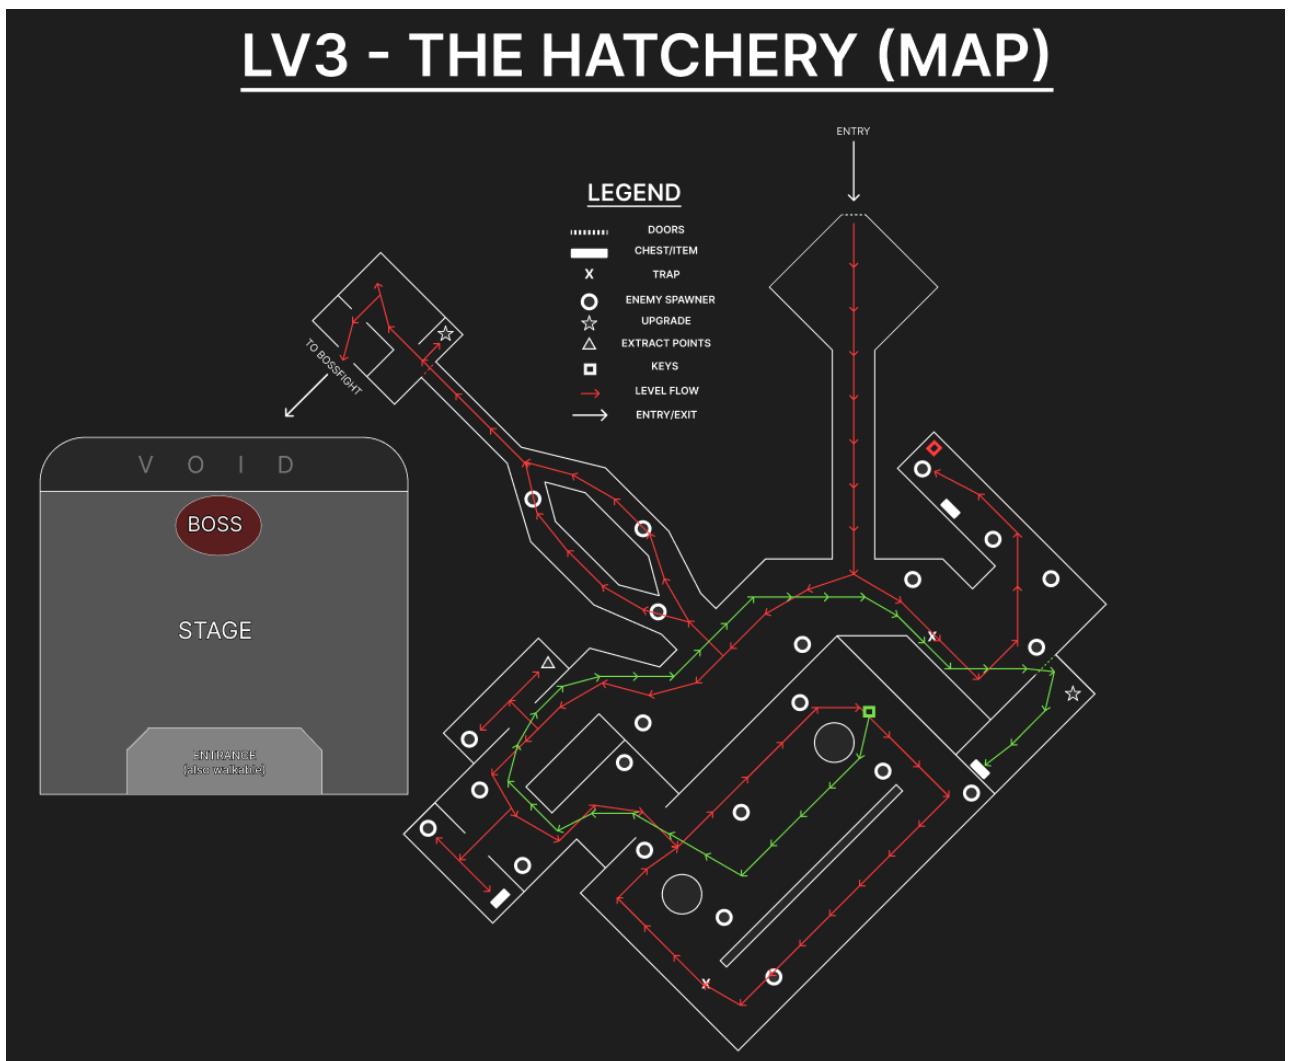 LV3 - THE HATCHERY (MAP)
ENTRY
LEGEND
DOORS
CHEST/ITEM
X TRAP
ENEMY SPAWNER
UPGRADE
EXTRACT POINTS
KEYS
LEVEL FLOW
ENTRY/EXIT
TO BOSSFIGHT
V O I D
BOSS
STAGE
ENTRANCE
(also walkable)
X
X